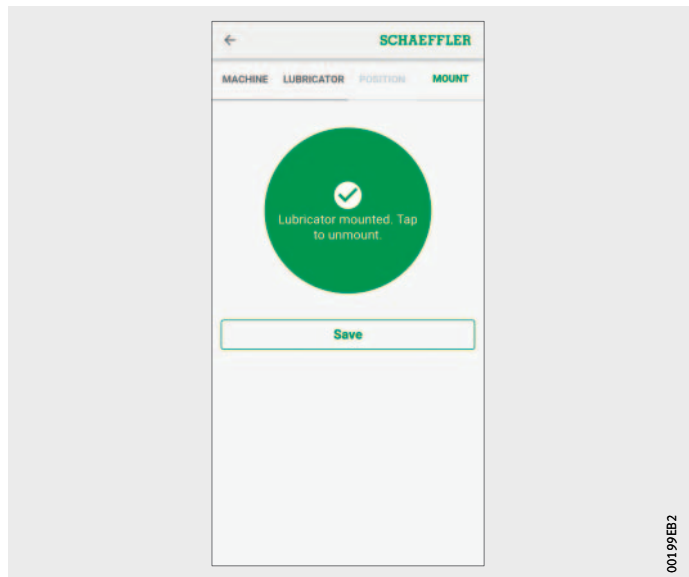 SCHAEFFLER
MACHINE LUBRICATOR POSITION MOUNT
Lubricator mounted. Tap
to unmount.
Save
00199EB2